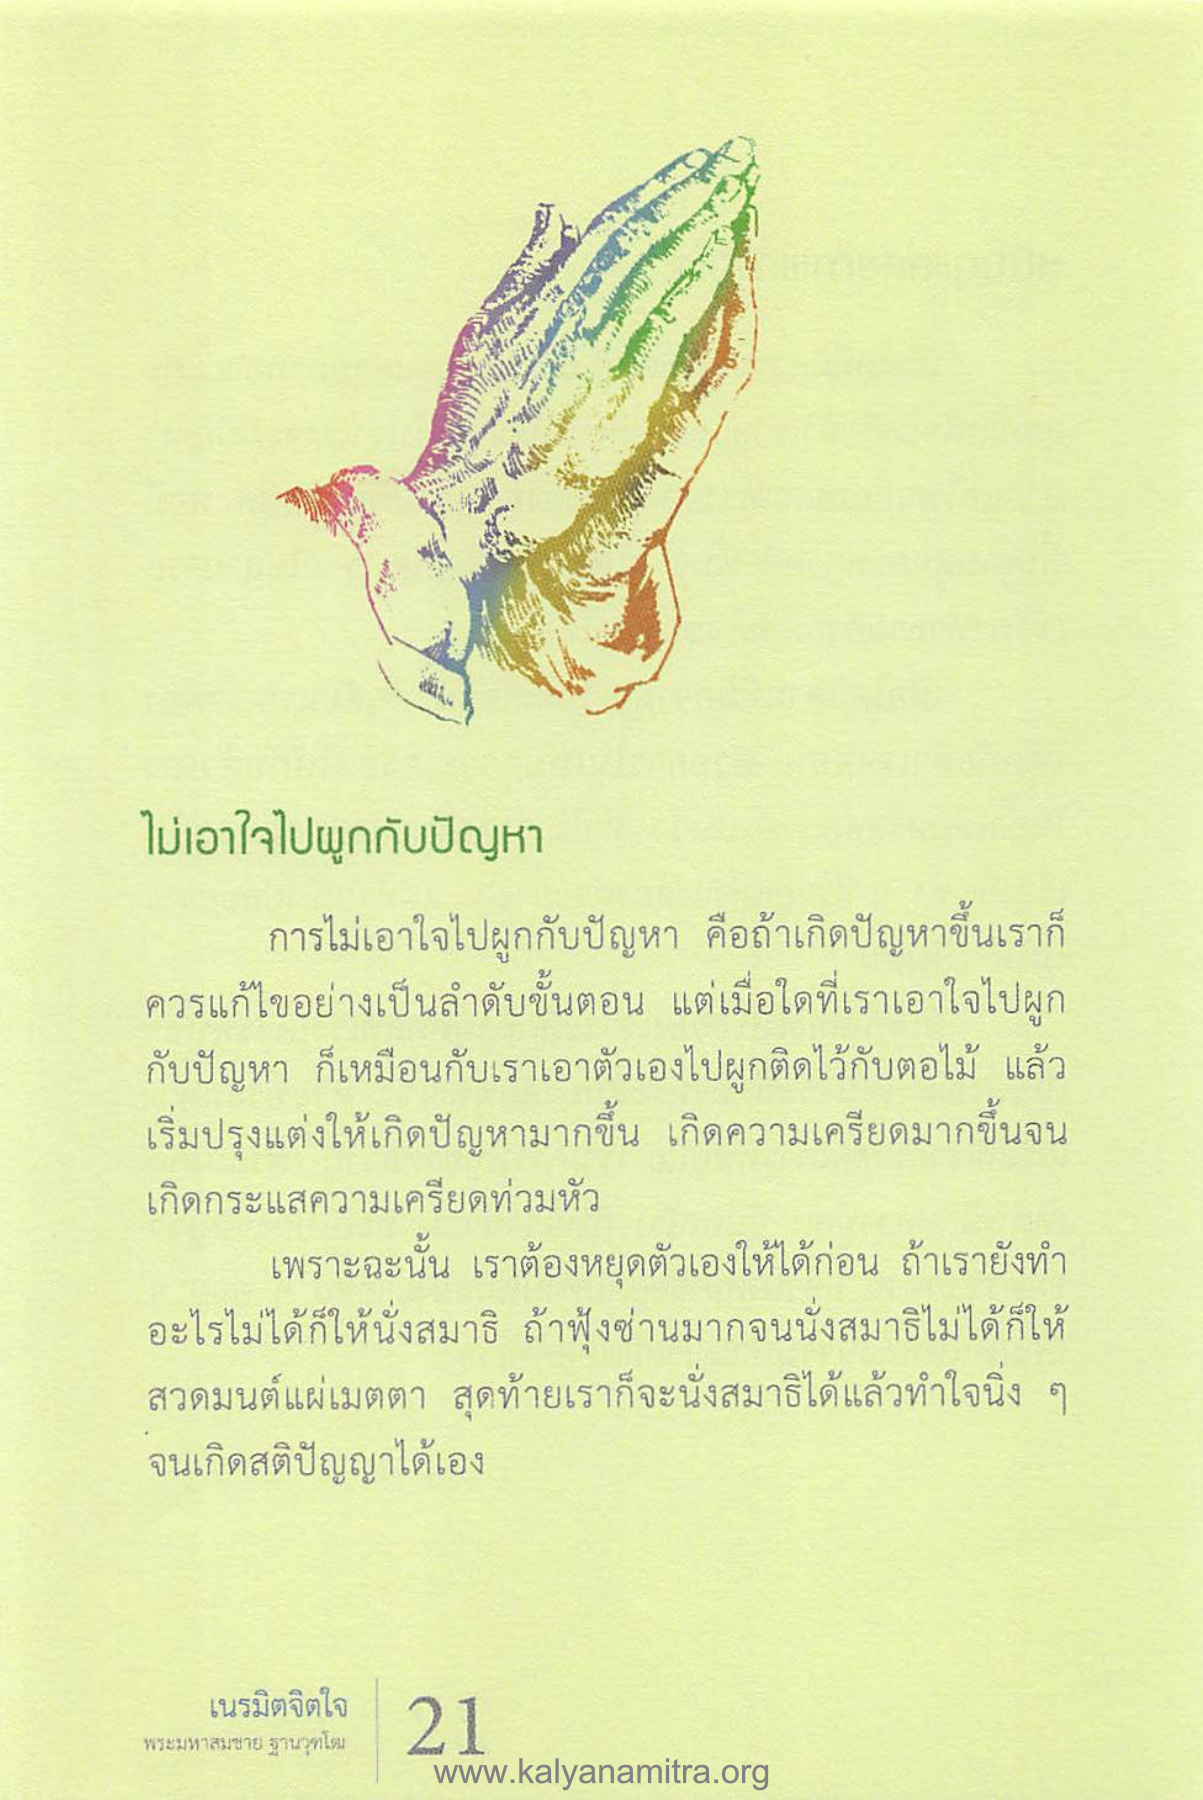 ไม่เอาใจไปผูกกับปัญหา
การไม่เอาใจไปผูกกับปัญหา คือถ้าเกิดปัญหาขึ้นเราก็
ควรแก้ไขอย่างเป็นลำดับขั้นตอน แต่เมื่อใดที่เราเอาใจไปผูก
กับปัญหา ก็เหมือนกับเราเอาตัวเองไปผูกติดไว้กับตอไม้ แล้ว
เริ่มปรุงแต่งให้เกิดปัญหามากขึ้น เกิดความเครียดมากขึ้นจน
เกิดกระแสความเครียดท่วมหัว
เพราะฉะนั้น เราต้องหยุดตัวเองให้ได้ก่อน ถ้าเรายังทำ
อะไรไม่ได้ก็ให้นั่งสมาธิ ถ้าฟุ้งซ่านมากจนนั่งสมาธิไม่ได้ก็ให้
สวดมนต์แผ่เมตตา สุดท้ายเราก็จะนั่งสมาธิได้แล้วทำใจนิ่ง ๆ
จนเกิดสติปัญญาได้เอง
เนรมิตจิตใจ
พระมหาสมชาย ฐานวุฑโฒ
21
www.kalyanamitra.org